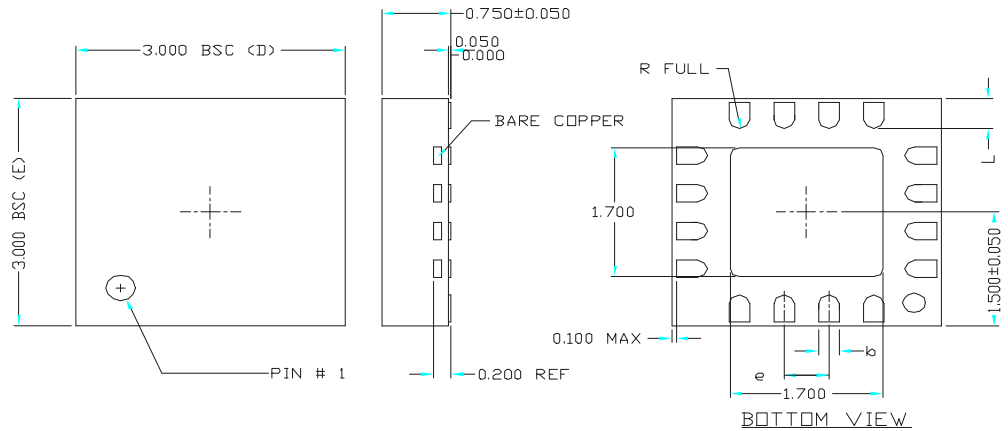 0.750±0.050
3.000 BSC (D)
0.050
0.000
R FULL
BARE COPPER
3.000 BSC (E)
L
1.700
1.500±0.050
0.100 MAX
b
PIN # 1
0.200 REF
e
1.700
BOTTOM VIEW